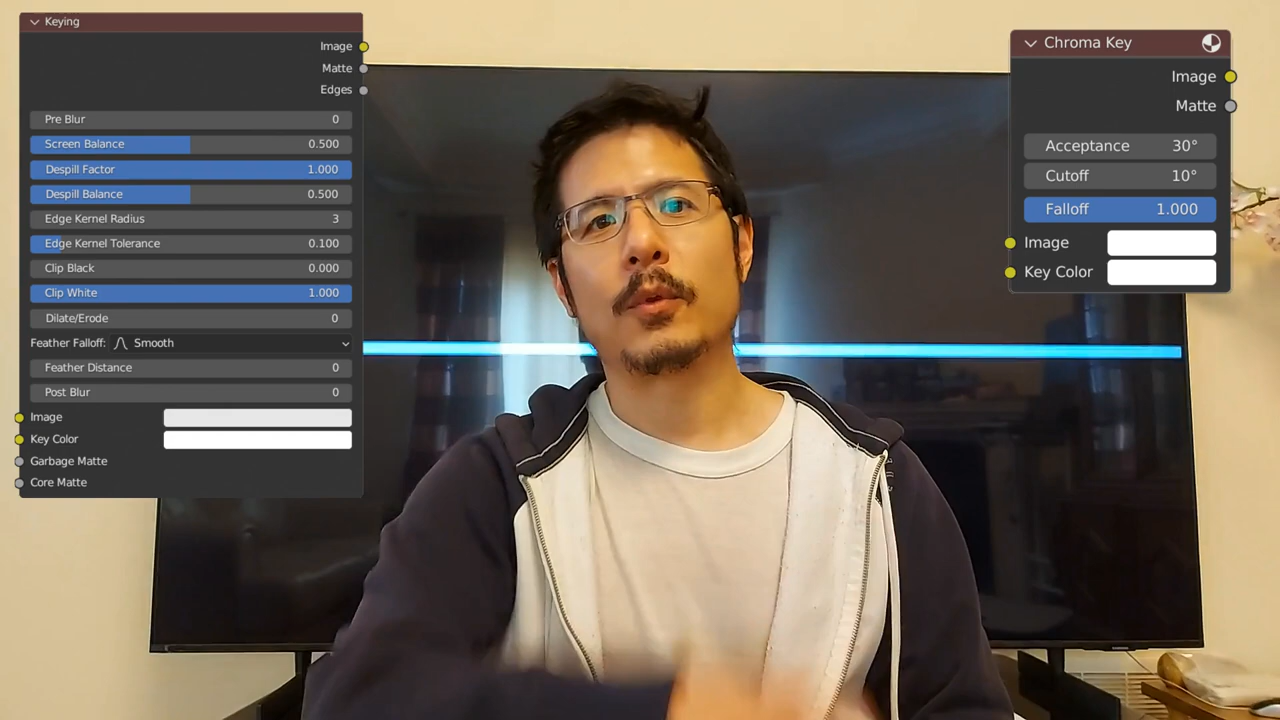 Keying
Image
Matte
Edges
Pre Blur 0
Screen Balance 0.500
Despill Factor 1.000
Despill Balance 0.500
Edge Kernel Radius 3
Edge Kernel Tolerance 0.100
Clip Black 0.000
Clip White 1.000
Dilate/Erode 0
Feather Falloff: Smooth
Feather Distance 0
Post Blur 0
Image
Key Color
Garbage Matte
Core Matte
Chroma Key
Image
Matte
Acceptance 30°
Cutoff 10°
Falloff 1.000
Image
Key Color